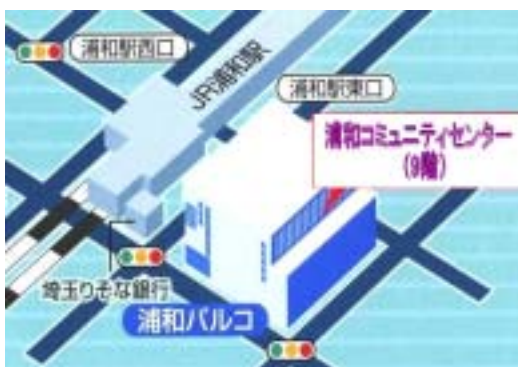 浦和駅西口
JR浦和駅
浦和駅東口
浦和コミュニティセンター
(9階)
埼玉りそな銀行
浦和パルコ